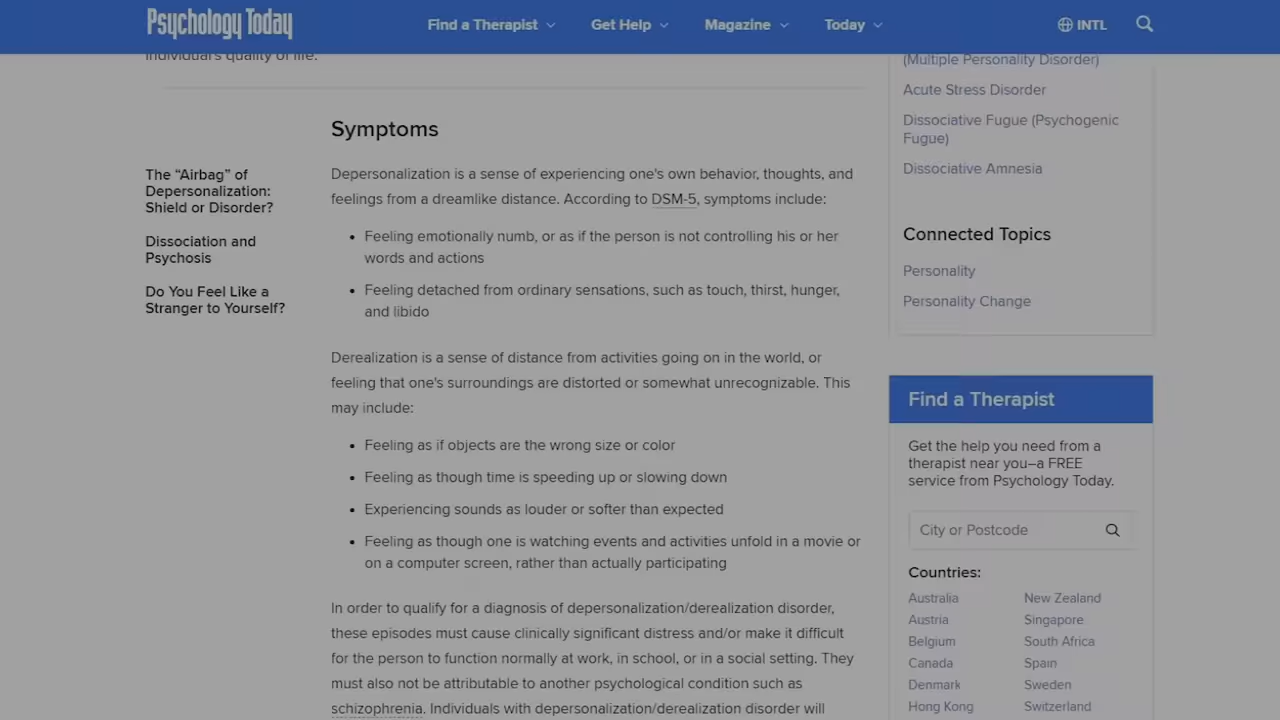 Psychology Today
Find a Therapist
Get Help
Magazine
Today
INTL
individual's quality of life.
Symptoms
The “Airbag” of
Depersonalization:
Shield or Disorder?
Dissociation and
Psychosis
Do You Feel Like a
Stranger to Yourself?
Depersonalization is a sense of experiencing one's own behavior, thoughts, and
feelings from a dreamlike distance. According to DSM-5, symptoms include:
• Feeling emotionally numb, or as if the person is not controlling his or her
words and actions
• Feeling detached from ordinary sensations, such as touch, thirst, hunger,
and libido
Derealization is a sense of distance from activities going on in the world, or
feeling that one's surroundings are distorted or somewhat unrecognizable. This
may include:
• Feeling as if objects are the wrong size or color
• Feeling as though time is speeding up or slowing down
• Experiencing sounds as louder or softer than expected
• Feeling as though one is watching events and activities unfold in a movie or
on a computer screen, rather than actually participating
In order to qualify for a diagnosis of depersonalization/derealization disorder,
these episodes must cause clinically significant distress and/or make it difficult
for the person to function normally at work, in school, or in a social setting. They
must also not be attributable to another psychological condition such as
schizophrenia. Individuals with depersonalization/derealization disorder will
(Multiple Personality Disorder)
Acute Stress Disorder
Dissociative Fugue (Psychogenic
Fugue)
Dissociative Amnesia
Connected Topics
Personality
Personality Change
Find a Therapist
Get the help you need from a
therapist near you–a FREE
service from Psychology Today.
City or Postcode
Countries:
Australia
Austria
Belgium
Canada
Denmark
Hong Kong
New Zealand
Singapore
South Africa
Spain
Sweden
Switzerland